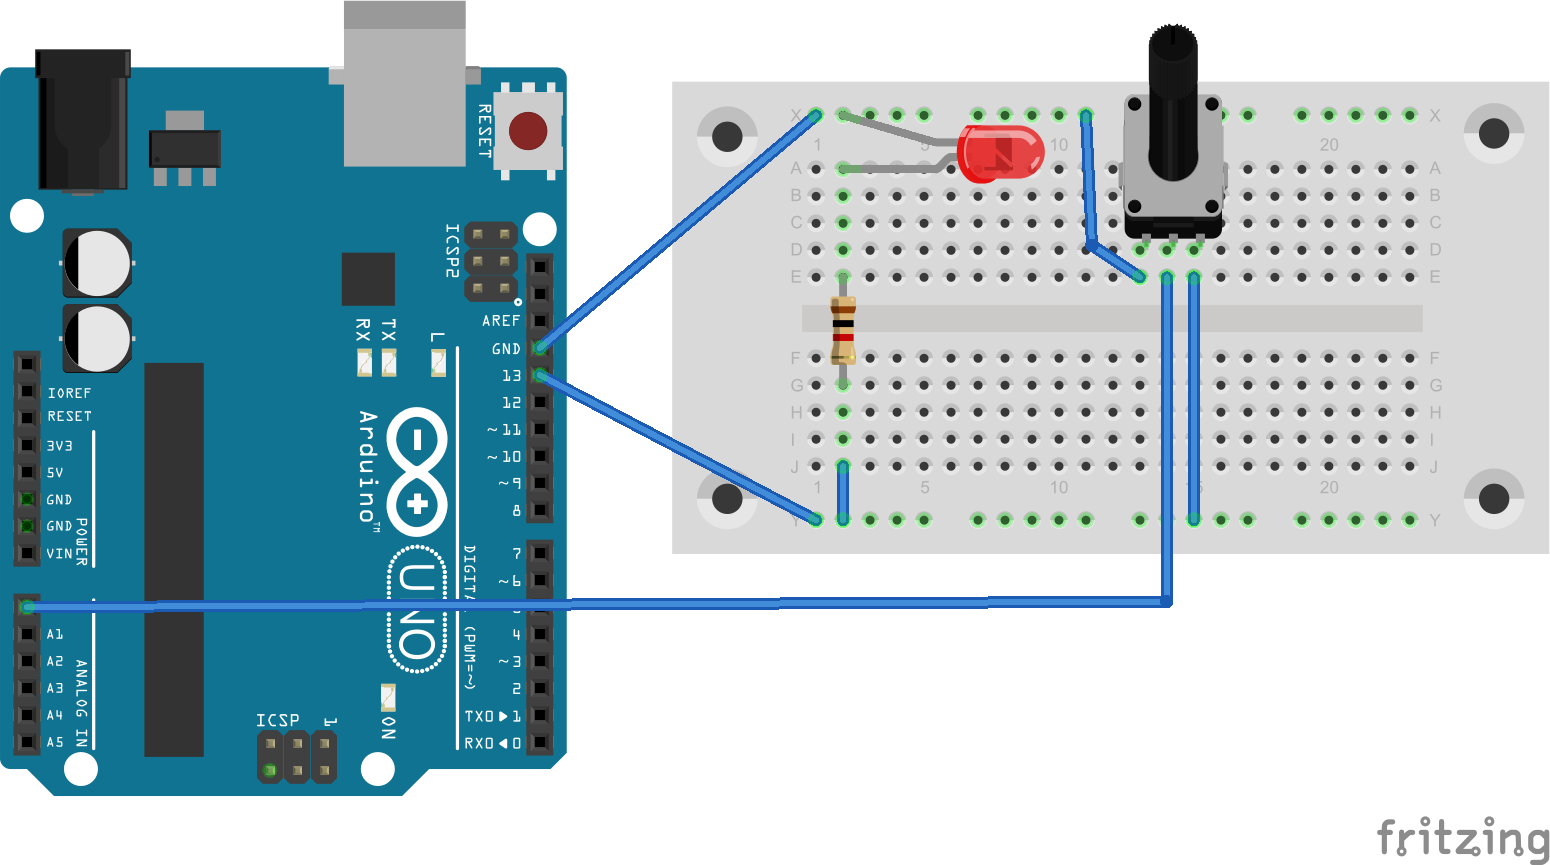 RESET
ICSP2
AREF
GND
RX TX L
13
12
~11
~10
~9
8
IOREF
RESET
3V3
5V
GND
GND
VIN
POWER
Arduino™
UNO
DIGITAL (PWM=~)
7
~6
4
~3
2
TX0▶1
RX0◀0
A1
A2
A3
A4
A5
ANALOG IN
ICSP 1
ON
X X
1 5 10 20
A A
B B
C C
D D
E E
F F
G G
H H
I I
J J
1 5 10 15 20
Y Y
fritzing